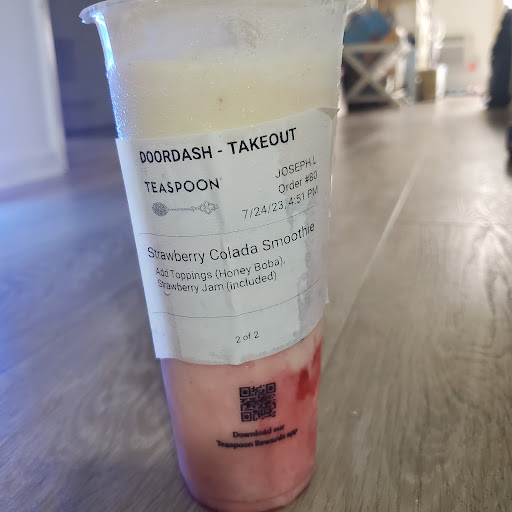 DOORDASH - TAKEOUT
TEASPOON
JOSEPH L
Order #60
7/24/23, 4:51 PM
Strawberry Colada Smoothie
Add Toppings (Honey Boba),
Strawberry Jam (included)
2 of 2
Download our
Teaspoon Rewards app